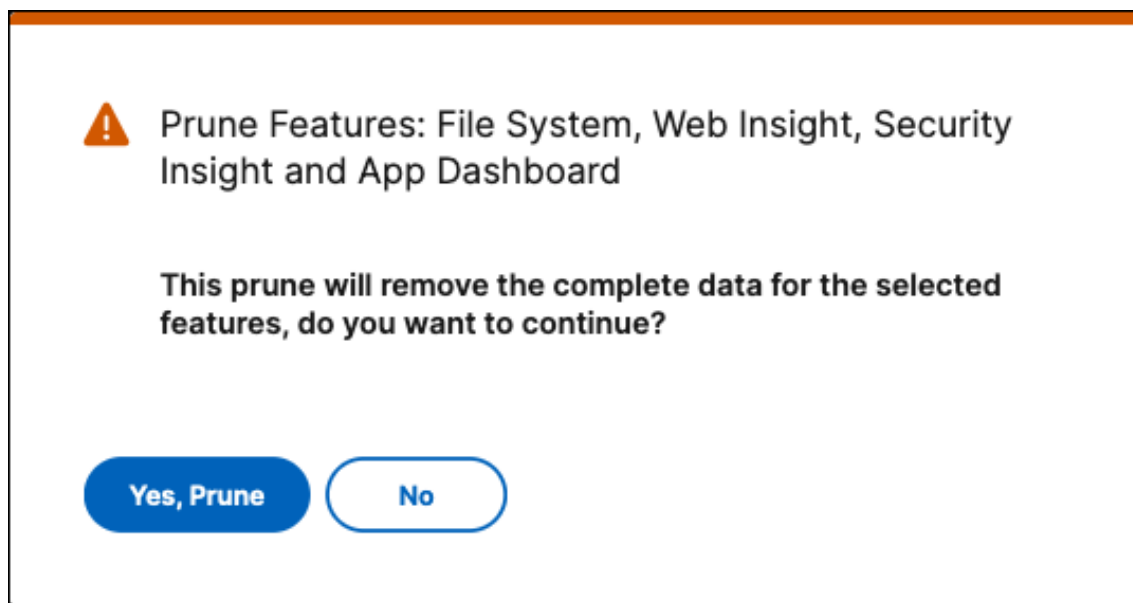 Prune Features: File System, Web Insight, Security
Insight and App Dashboard
This prune will remove the complete data for the selected
features, do you want to continue?
Yes, Prune
No